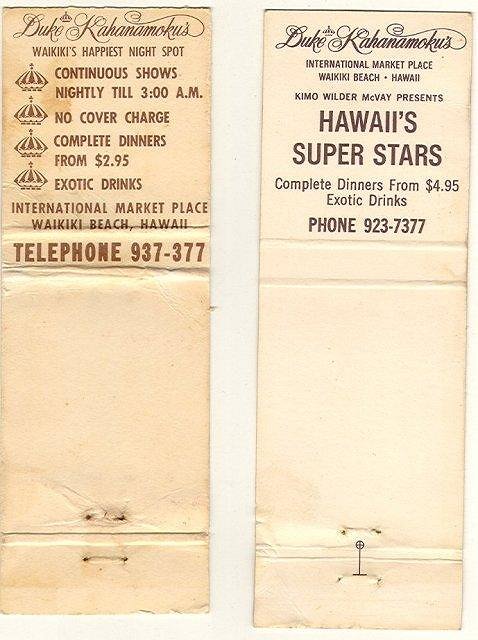 Duke Kahanamoku's
WAIKIKI'S HAPPIEST NIGHT SPOT
CONTINUOUS SHOWS
NIGHTLY TILL 3:00 A.M.
NO COVER CHARGE
COMPLETE DINNERS
FROM $2.95
EXOTIC DRINKS
INTERNATIONAL MARKET PLACE
WAIKIKI BEACH, HAWAII
TELEPHONE 937-377
Duke Kahanamoku's
INTERNATIONAL MARKET PLACE
WAIKIKI BEACH • HAWAII
KIMO WILDER McVAY PRESENTS
HAWAII'S
SUPER STARS
Complete Dinners From $4.95
Exotic Drinks
PHONE 923-7377